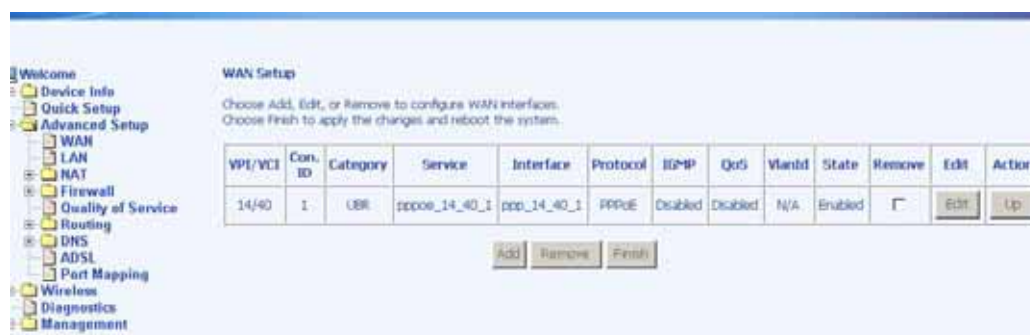 Welcome
Device Info
Quick Setup
Advanced Setup
WAN
LAN
NAT
Firewall
Quality of Service
Routing
DNS
ADSL
Port Mapping
Wireless
Diagnostics
Management
WAN Setup
Choose Add, Edit, or Remove to configure WAN interfaces.
Choose Finish to apply the changes and reboot the system.
VPI/VCI Con. ID Category Service Interface Protocol IGMP QoS VlanId State Remove Edit Action
14/40 1 UBR pppoe_14_40_1 ppp_14_40_1 PPPoE Disabled Disabled N/A Enabled Edit Up
Add Remove Finish